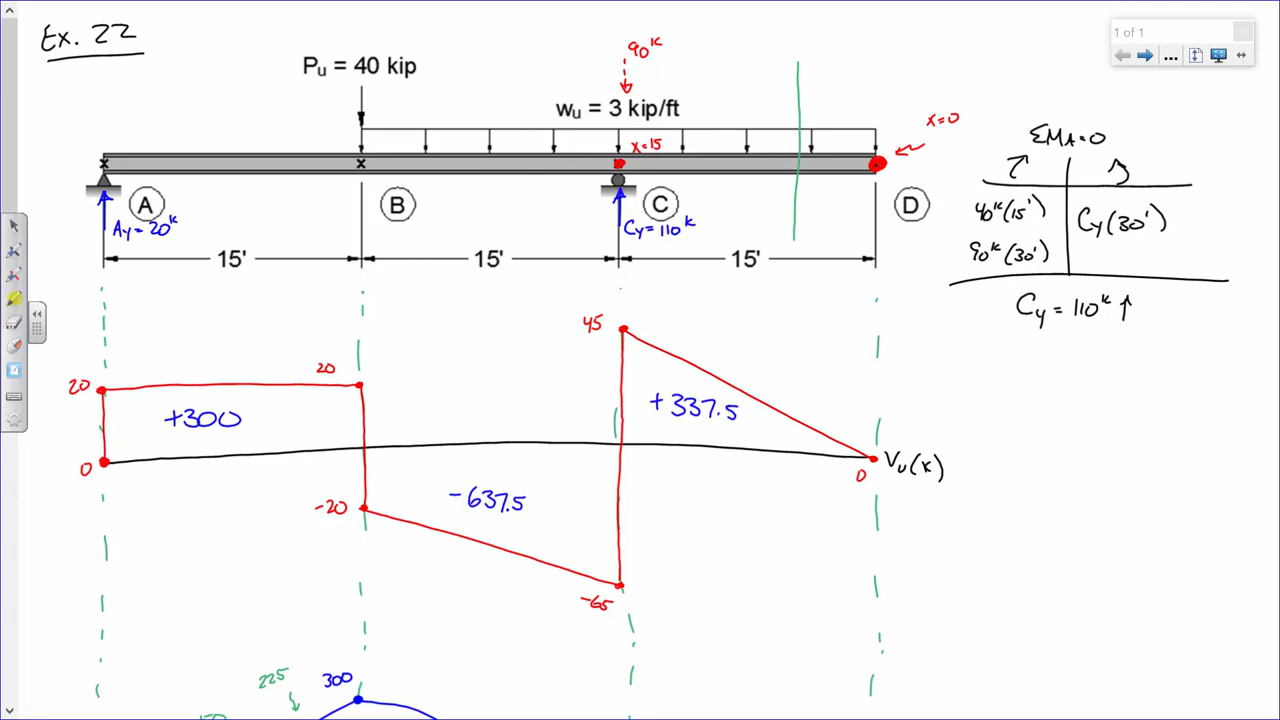 Ex. 22
1 of 1
90ᵏ
Pᵤ = 40 kip
wᵤ = 3 kip/ft
x=0
x=15
ΣMA=0
A
B
C
D
Ay=20ᵏ
Cy=110ᵏ
40ᵏ(15')
Cy(30')
90ᵏ(30')
15'
15'
15'
Cy = 110ᵏ↑
45
20
20
+300
+337.5
0
Vᵤ(k)
0
-637.5
-20
-65
225
300